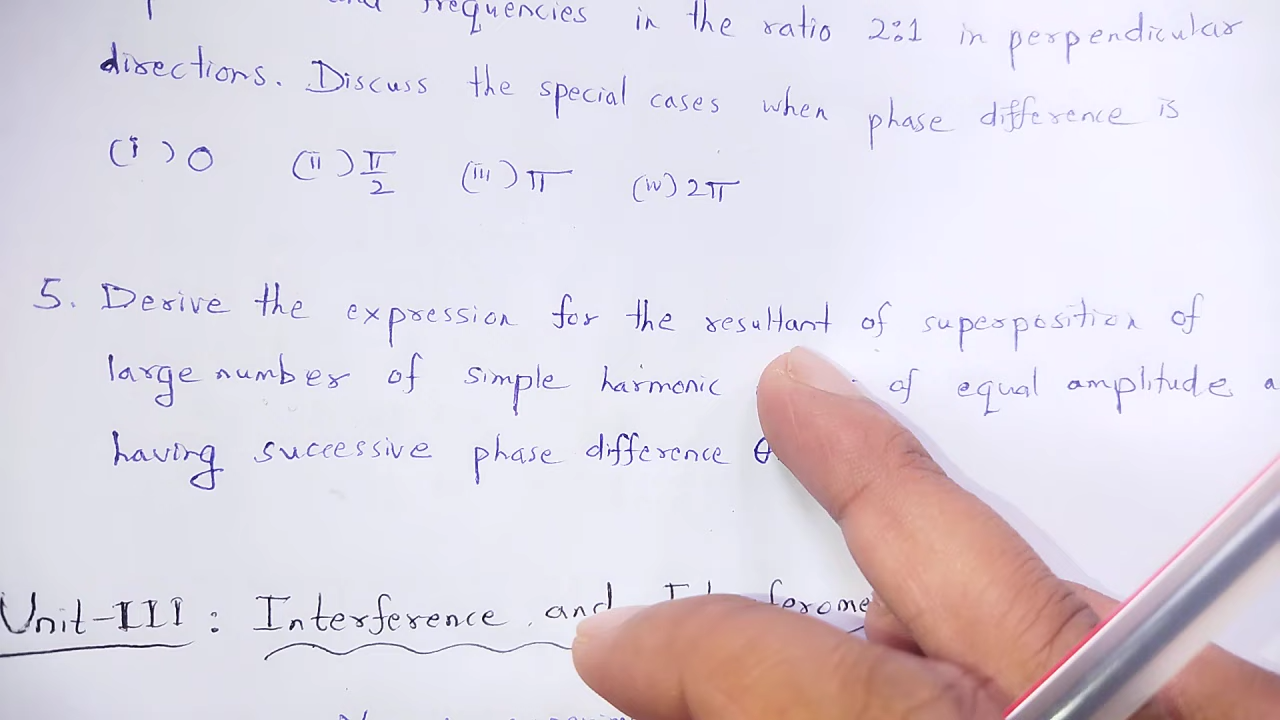 frequencies in the ratio 2:1 in perpendicular
directions. Discuss the special cases when phase difference is
(i) 0 (ii) π/2 (iii) π (iv) 2π
5. Derive the expression for the resultant of superposition of
large number of simple harmonic of equal amplitude
having successive phase difference θ
Unit-III : Interference and